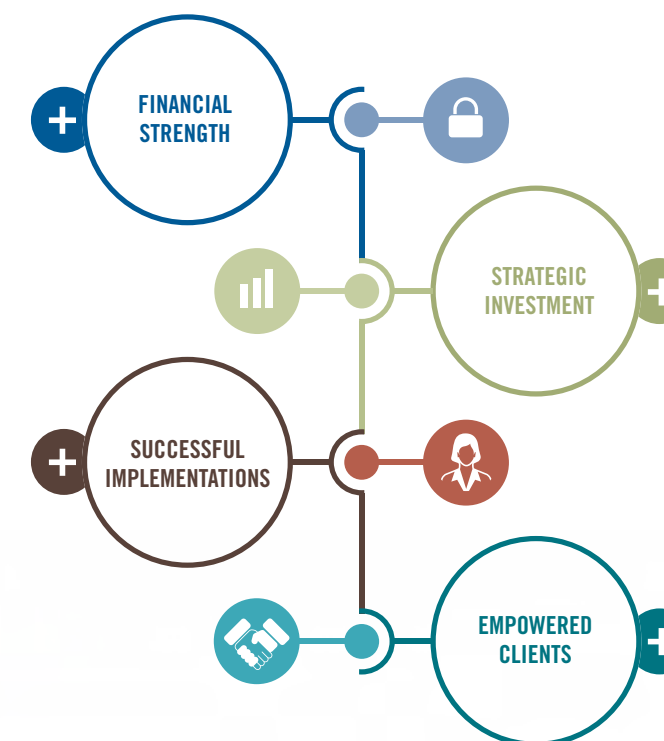 FINANCIAL
STRENGTH
STRATEGIC
INVESTMENT
SUCCESSFUL
IMPLEMENTATIONS
EMPOWERED
CLIENTS